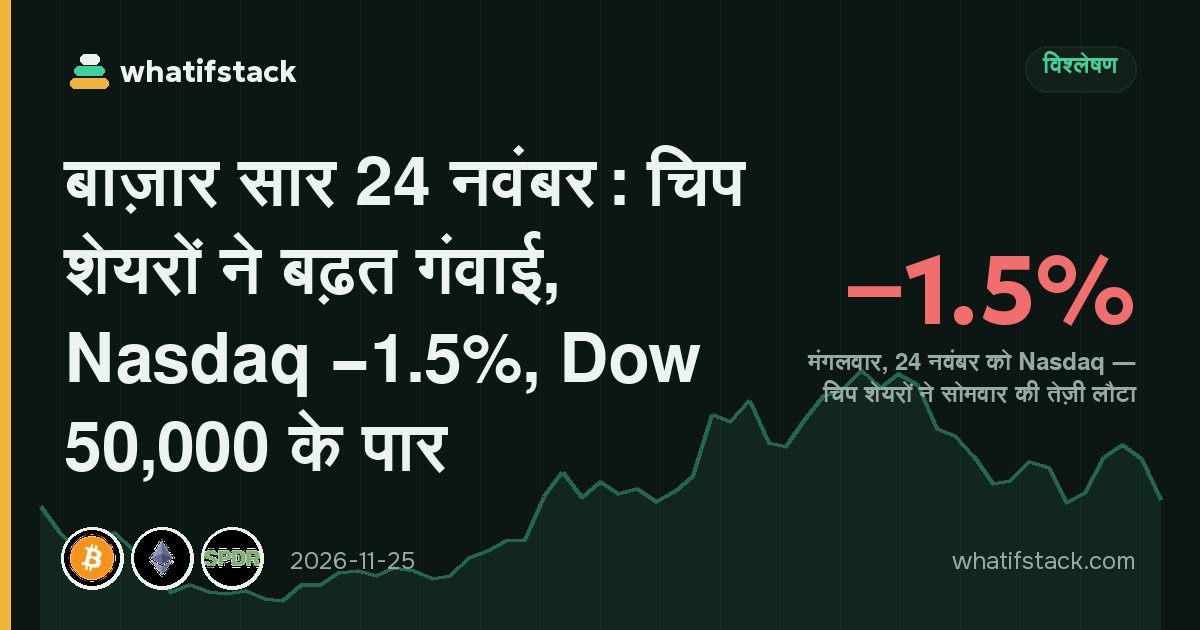 whatifstack
विश्लेषण
बाज़ार सार 24 नवंबर : चिप
शेयरों ने बढ़त गंवाई,
Nasdaq −1.5%, Dow
50,000 के पार
−1.5%
मंगलवार, 24 नवंबर को Nasdaq —
चिप शेयरों ने सोमवार की तेज़ी लौटा
SPDR
2026-11-25
whatifstack.com